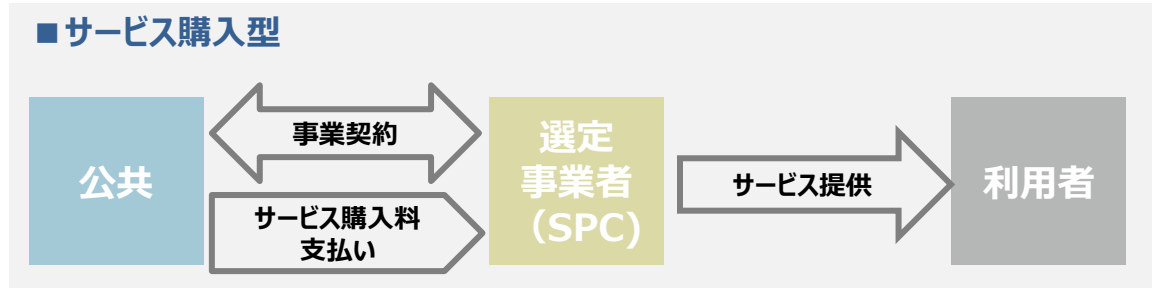 ■サービス購入型
公共
事業契約
サービス購入料
支払い
選定
事業者
（SPC)
サービス提供
利用者